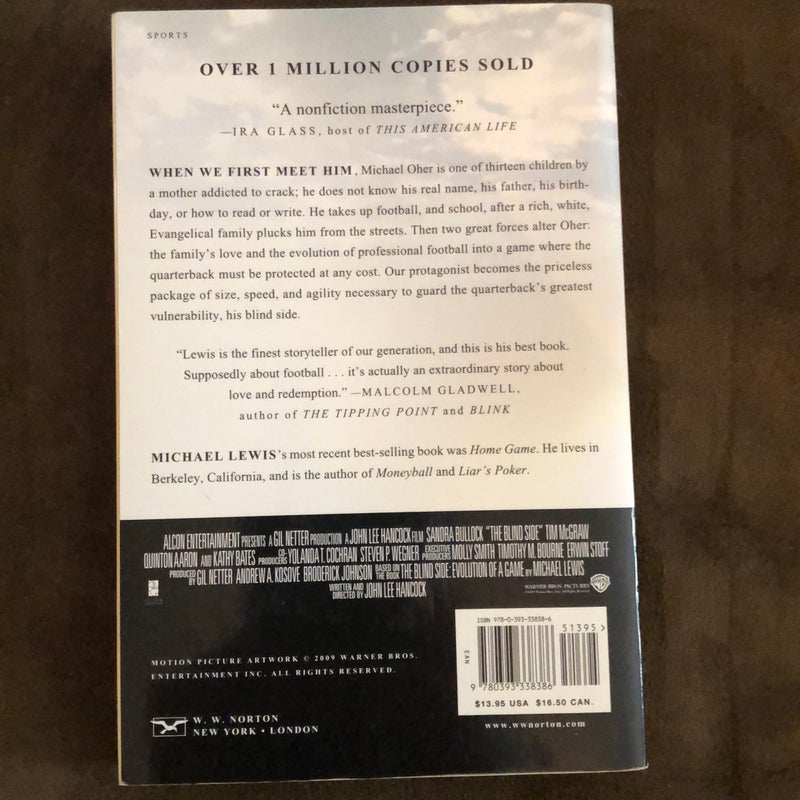 SPORTS
OVER 1 MILLION COPIES SOLD
“A nonfiction masterpiece.”
—IRA GLASS, host of THIS AMERICAN LIFE
WHEN WE FIRST MEET HIM, Michael Oher is one of thirteen children by
a mother addicted to crack; he does not know his real name, his father, his birth-
day, or how to read or write. He takes up football, and school, after a rich, white,
Evangelical family plucks him from the streets. Then two great forces alter Oher:
the family’s love and the evolution of professional football into a game where the
quarterback must be protected at any cost. Our protagonist becomes the priceless
package of size, speed, and agility necessary to guard the quarterback’s greatest
vulnerability, his blind side.
“Lewis is the finest storyteller of our generation, and this is his best book.
Supposedly about football . . . it’s actually an extraordinary story about
love and redemption.” —MALCOLM GLADWELL,
author of THE TIPPING POINT and BLINK
MICHAEL LEWIS’s most recent best-selling book was Home Game. He lives in
Berkeley, California, and is the author of Moneyball and Liar’s Poker.
ALCON ENTERTAINMENT PRESENTS A GIL NETTER PRODUCTION A JOHN LEE HANCOCK FILM SANDRA BULLOCK "THE BLIND SIDE" TIM McGRAW
QUINTON AARON AND KATHY BATES CO-PRODUCERS YOLANDA T. COCHRAN STEVEN P. WEGNER EXECUTIVE PRODUCERS MOLLY SMITH TIMOTHY M. BOURNE ERWIN STOFF
PRODUCED BY GIL NETTER ANDREW A. KOSOVE BRODERICK JOHNSON BASED ON THE BOOK THE BLIND SIDE: EVOLUTION OF A GAME BY MICHAEL LEWIS
WRITTEN AND DIRECTED BY JOHN LEE HANCOCK
WARNER BROS. PICTURES
ISBN 978-0-393-33838-6
51395 >
EAN
9 780393 338386
$13.95 USA $16.50 CAN.
MOTION PICTURE ARTWORK © 2009 WARNER BROS.
ENTERTAINMENT INC. ALL RIGHTS RESERVED.
W. W. NORTON
NEW YORK • LONDON
www.wwnorton.com